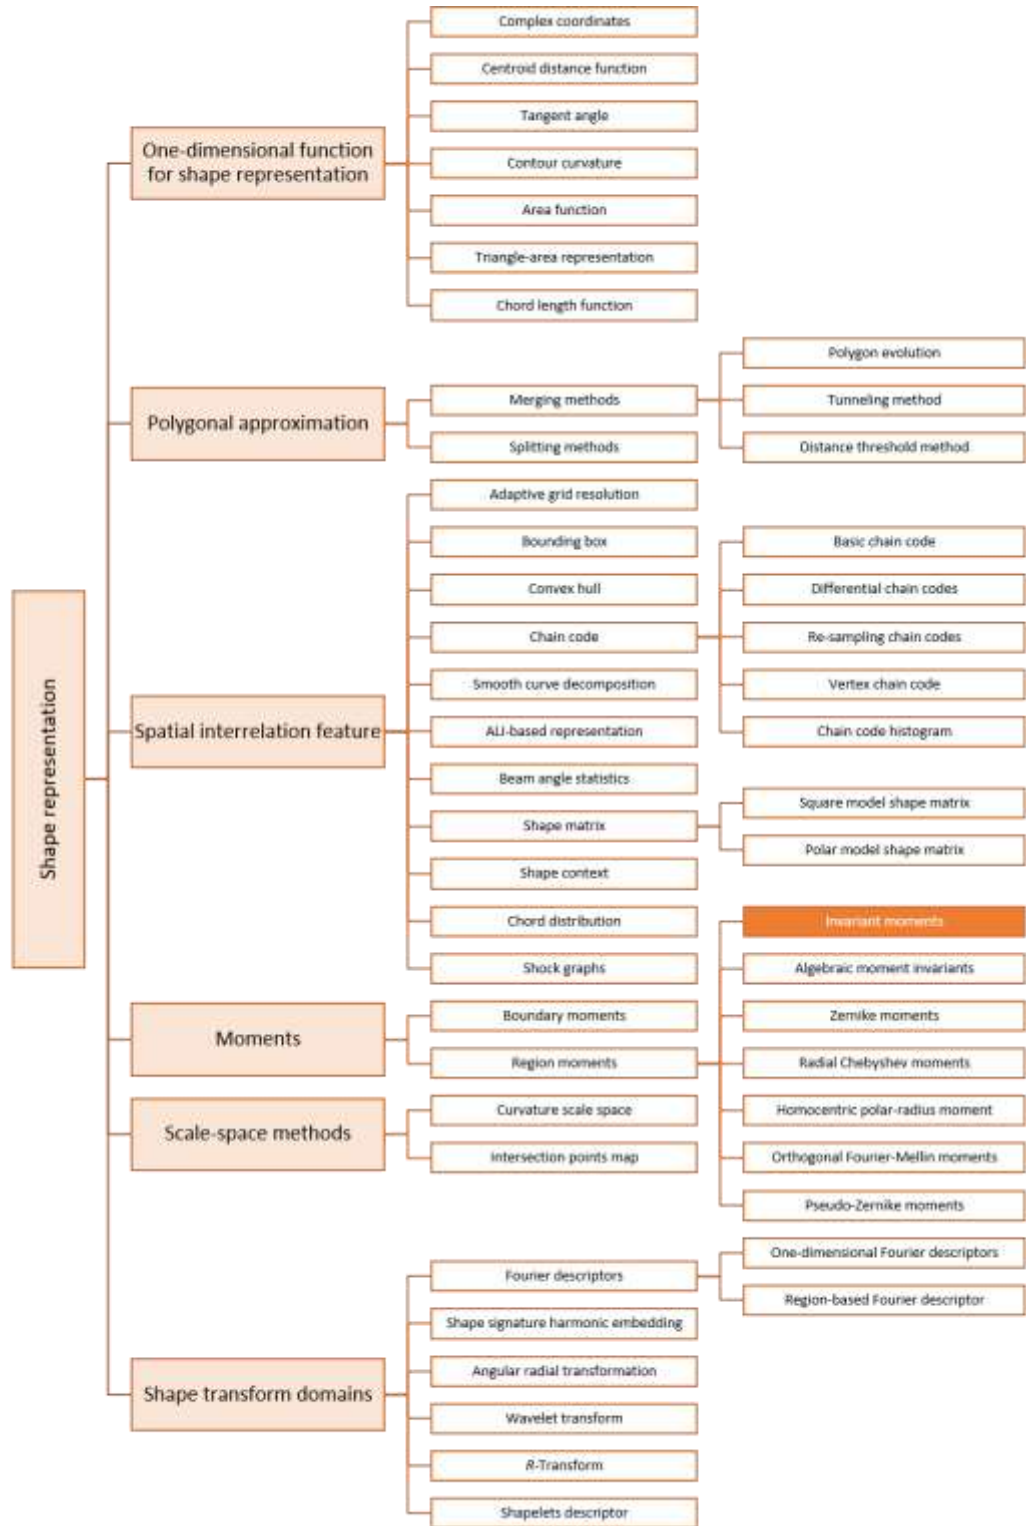 Shape representation
One-dimensional function
for shape representation
Complex coordinates
Centroid distance function
Tangent angle
Contour curvature
Area function
Triangle-area representation
Chord length function
Polygonal approximation
Merging methods
Polygon evolution
Tunneling method
Distance threshold method
Splitting methods
Spatial interrelation feature
Adaptive grid resolution
Bounding box
Convex hull
Chain code
Basic chain code
Differential chain codes
Re-sampling chain codes
Vertex chain code
Chain code histogram
Smooth curve decomposition
ALI-based representation
Beam angle statistics
Shape matrix
Square model shape matrix
Polar model shape matrix
Shape context
Chord distribution
Shock graphs
Moments
Boundary moments
Region moments
Invariant moments
Algebraic moment invariants
Zernike moments
Radial Chebyshev moments
Homocentric polar-radius moment
Orthogonal Fourier-Mellin moments
Pseudo-Zernike moments
Scale-space methods
Curvature scale space
Intersection points map
Shape transform domains
Fourier descriptors
One-dimensional Fourier descriptors
Region-based Fourier descriptor
Shape signature harmonic embedding
Angular radial transformation
Wavelet transform
R-Transform
Shapelets descriptor